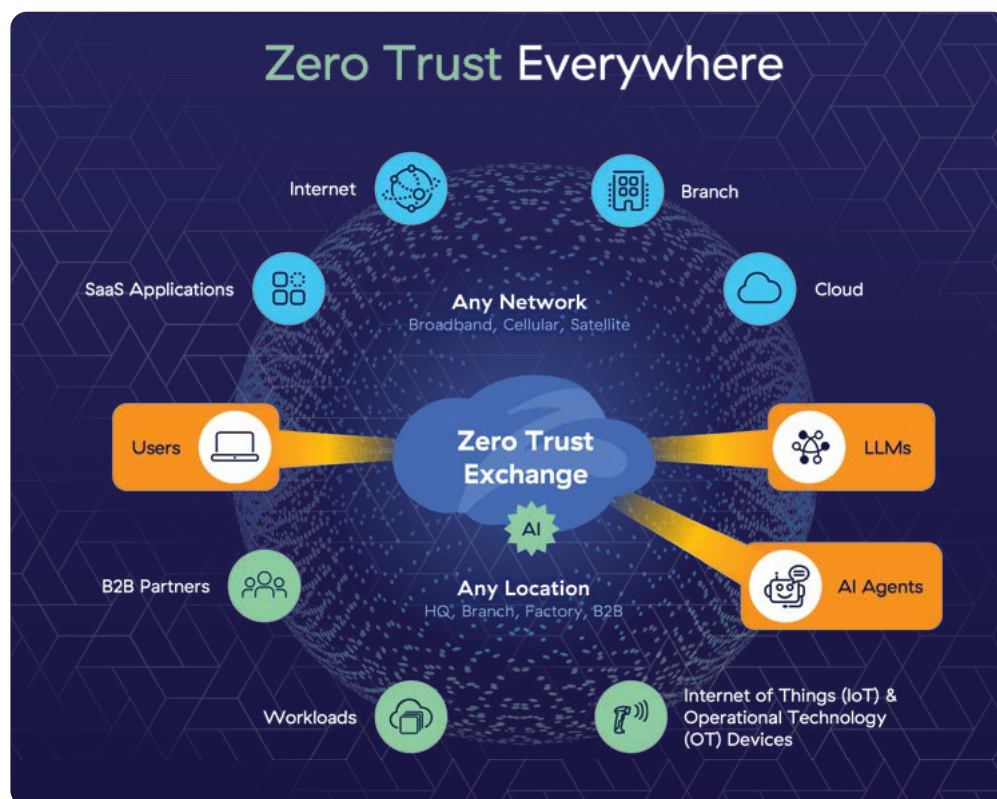 Zero Trust Everywhere
Internet
Branch
SaaS Applications
Cloud
Any Network
Broadband, Cellular, Satellite
Users
Zero Trust
Exchange
LLMs
AI
B2B Partners
Any Location
HQ, Branch, Factory, B2B
AI Agents
Workloads
Internet of Things (IoT) &
Operational Technology
(OT) Devices